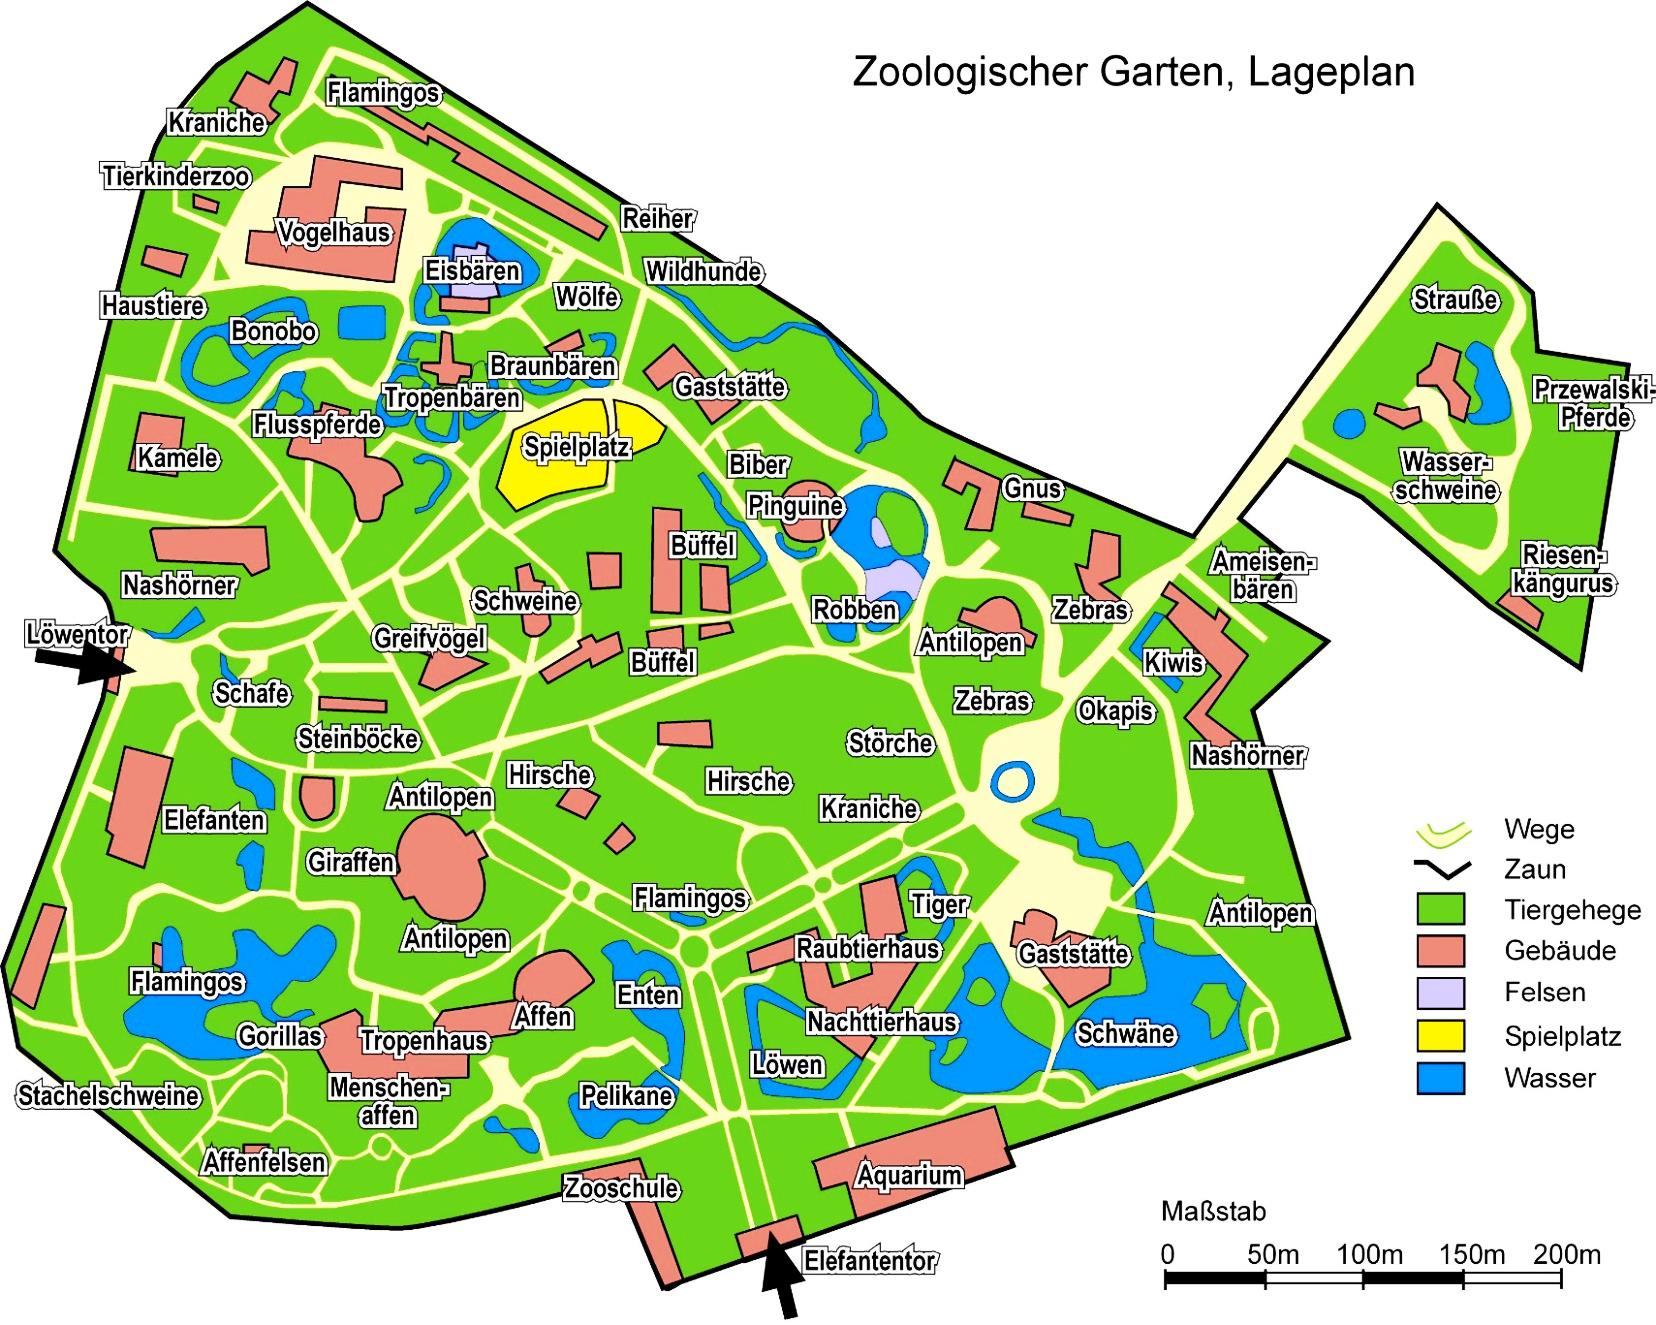 Zoologischer Garten, Lageplan
Flamingos
Kraniche
Tierkinderzoo
Vogelhaus
Reiher
Eisbären
Wildhunde
Wölfe
Strauße
Haustiere
Bonobo
Braunbären
Gaststätte
Tropenbären
Przewalski-
Pferde
Flusspferde
Spielplatz
Kamele
Biber
Wasser-
schweine
Gnus
Pinguine
Büffel
Ameisen-
bären
Riesen-
kängurus
Nashörner
Schweine
Robben
Zebras
Löwentor
Greifvögel
Antilopen
Büffel
Kiwis
Schafe
Zebras
Okapis
Steinböcke
Störche
Nashörner
Hirsche
Hirsche
Antilopen
Kraniche
Elefanten
Giraffen
Flamingos
Tiger
Antilopen
Antilopen
Raubtierhaus
Gaststätte
Flamingos
Enten
Affen
Nachttierhaus
Gorillas
Tropenhaus
Schwäne
Löwen
Stachelschweine
Menschen-
affen
Pelikane
Affenfelsen
Zooschule
Aquarium
Elefantentor
Wege
Zaun
Tiergehege
Gebäude
Felsen
Spielplatz
Wasser
Maßstab
0 50m 100m 150m 200m